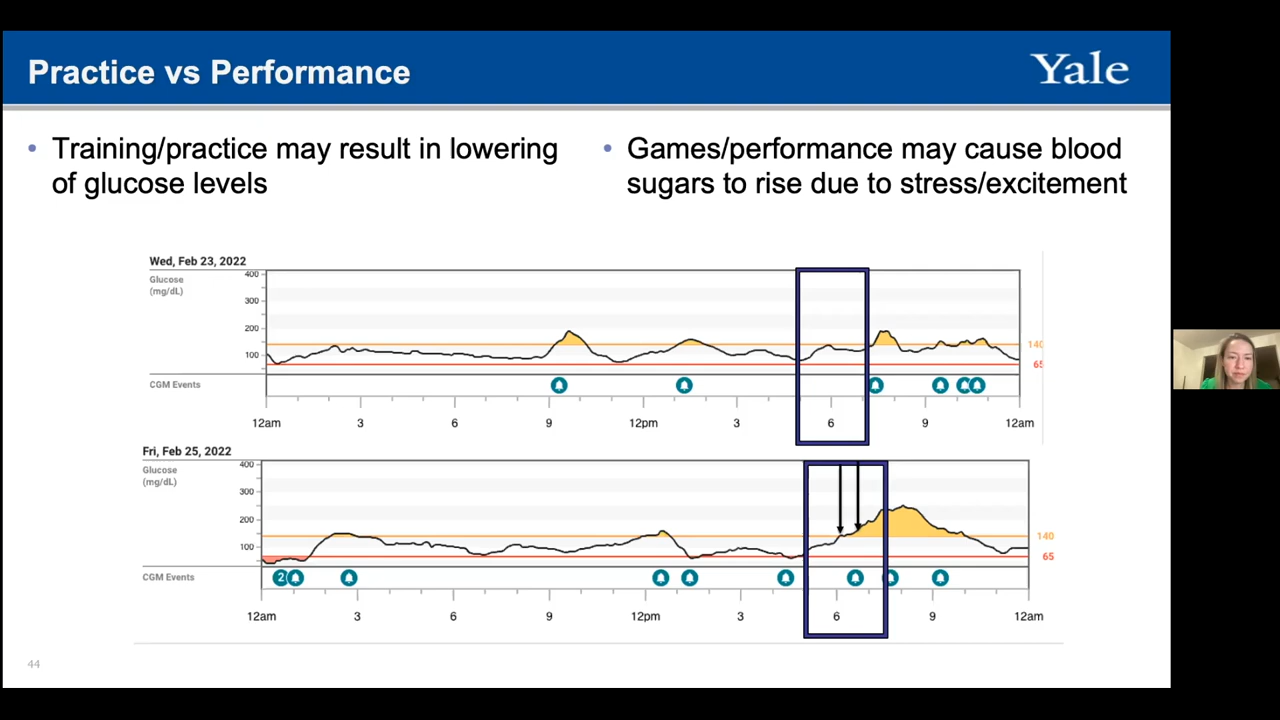 Practice vs Performance
Yale
• Training/practice may result in lowering
of glucose levels
• Games/performance may cause blood
sugars to rise due to stress/excitement
Wed, Feb 23, 2022
Glucose
(mg/dL)
400
300
200
100
140
65
CGM Events
12am 3 6 9 12pm 3 6 9 12am
Fri, Feb 25, 2022
Glucose
(mg/dL)
400
300
200
100
140
65
CGM Events
2
12am 3 6 9 12pm 3 6 9 12am
44